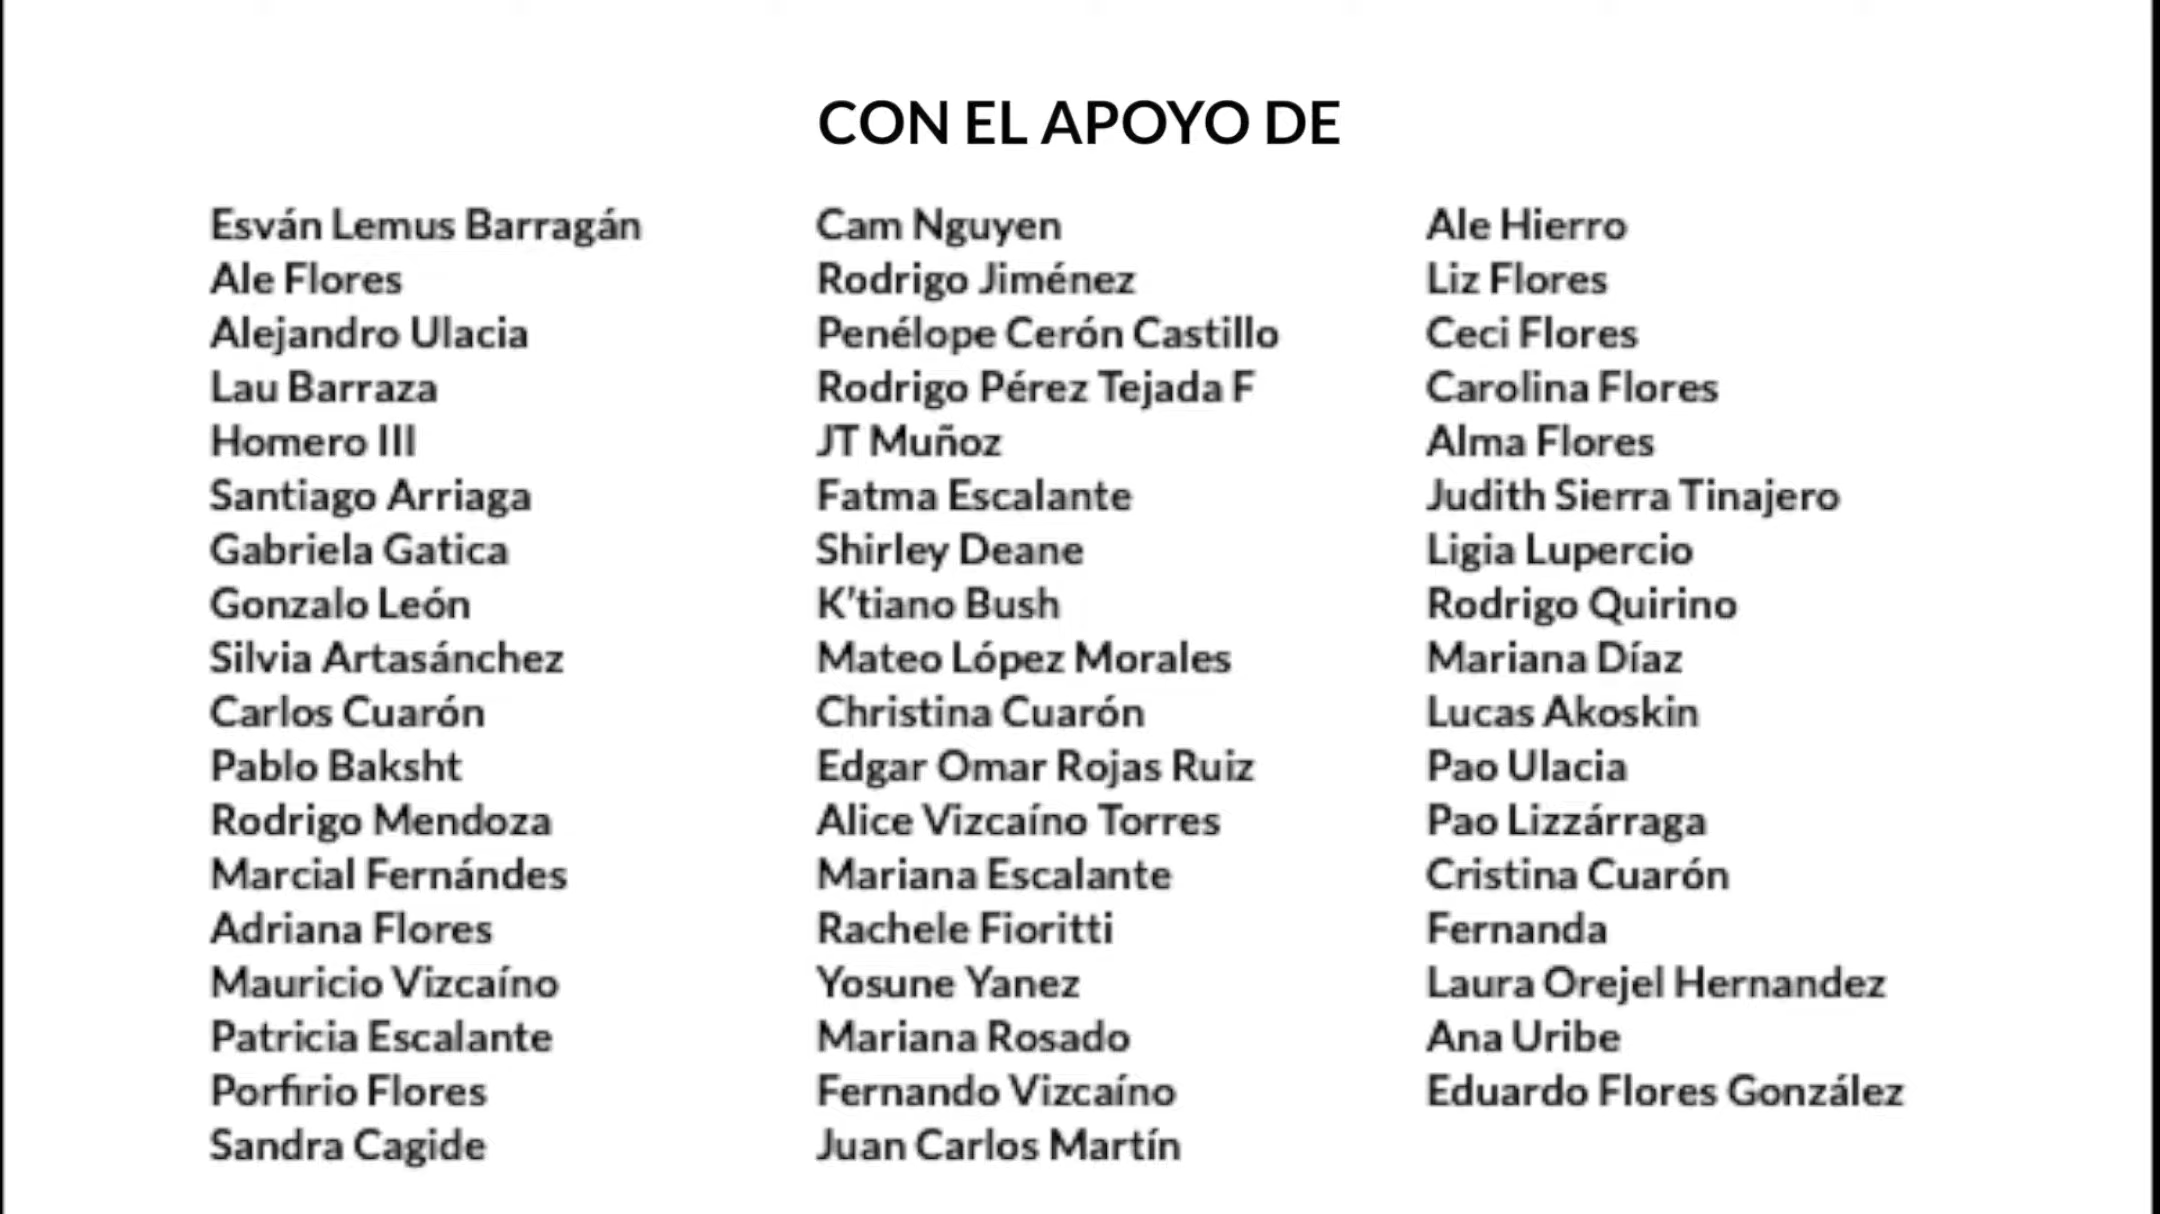 CON EL APOYO DE
Esván Lemus Barragán
Ale Flores
Alejandro Ulacia
Lau Barraza
Homero III
Santiago Arriaga
Gabriela Gatica
Gonzalo León
Silvia Artasánchez
Carlos Cuarón
Pablo Baksht
Rodrigo Mendoza
Marcial Fernándes
Adriana Flores
Mauricio Vizcaíno
Patricia Escalante
Porfirio Flores
Sandra Cagide
Cam Nguyen
Rodrigo Jiménez
Penélope Cerón Castillo
Rodrigo Pérez Tejada F
JT Muñoz
Fatma Escalante
Shirley Deane
K'tiano Bush
Mateo López Morales
Christina Cuarón
Edgar Omar Rojas Ruiz
Alice Vizcaíno Torres
Mariana Escalante
Rachele Fioritti
Yosune Yanez
Mariana Rosado
Fernando Vizcaíno
Juan Carlos Martín
Ale Hierro
Liz Flores
Ceci Flores
Carolina Flores
Alma Flores
Judith Sierra Tinajero
Ligia Lupercio
Rodrigo Quirino
Mariana Díaz
Lucas Akoskin
Pao Ulacia
Pao Lizzárraga
Cristina Cuarón
Fernanda
Laura Orejel Hernandez
Ana Uribe
Eduardo Flores González